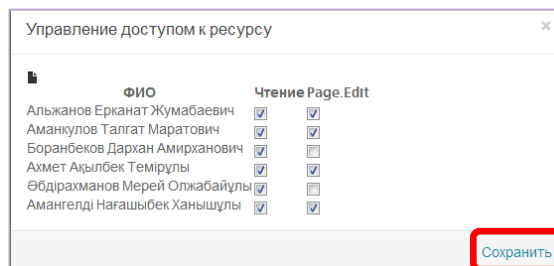 Управление доступом к ресурсу ×
ФИО Чтение Page.Edit
Альжанов Ерканат Жумабаевич
Аманкулов Талгат Маратович
Боранбеков Дархан Амирханович
Ахмет Ақылбек Темірұлы
Әбдірахманов Мерей Олжабайұлы
Амангелді Нағашыбек Ханышұлы
Сохранить